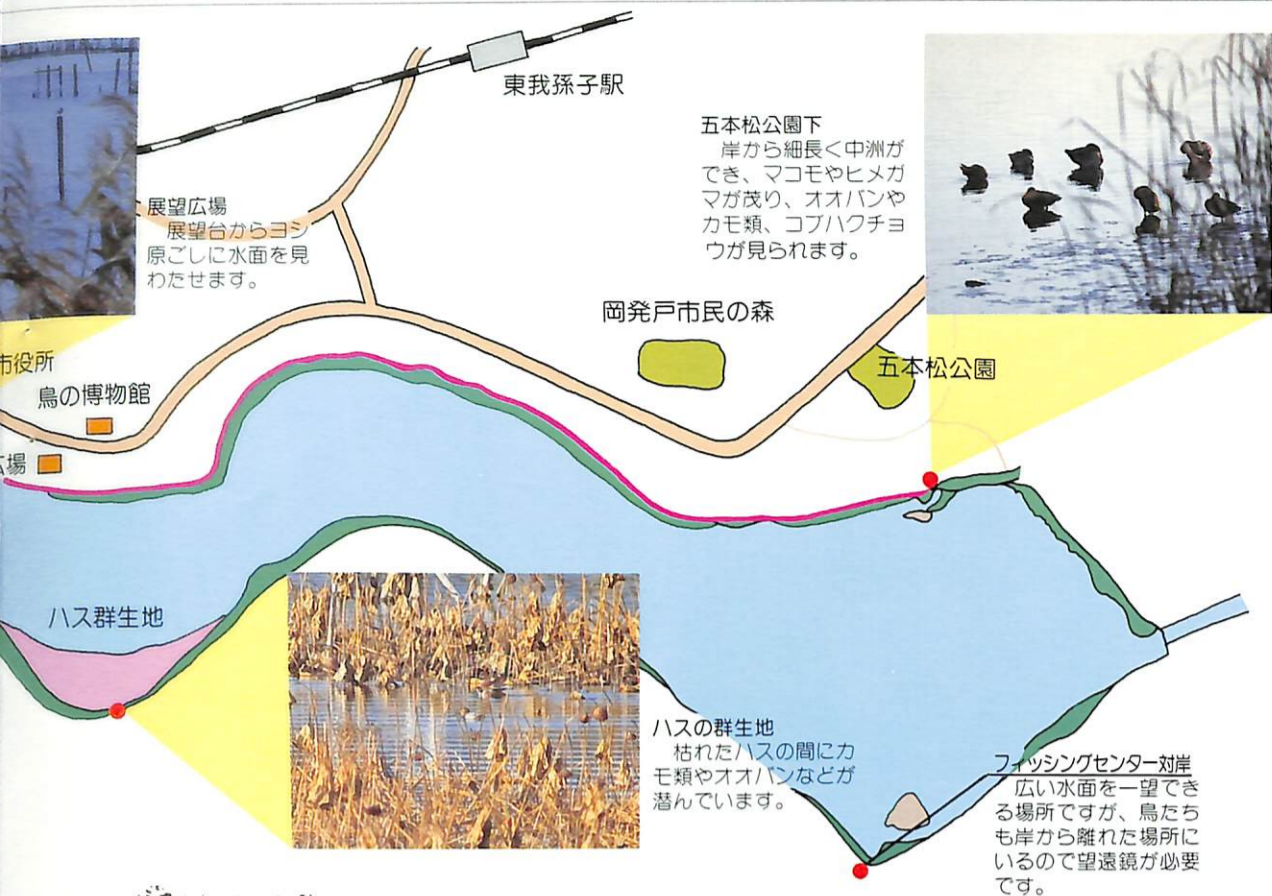 東我孫子駅
五本松公園下
岸から細長く中洲が
でき、マコモやヒメガ
マが茂り、オオバンや
カモ類、コブハクチョ
ウが見られます。
展望広場
展望台からヨシ
原ごしに水面を見
わたせます。
岡発戸市民の森
五本松公園
市役所
鳥の博物館
広場
ハス群生地
ハスの群生地
枯れたハスの間にカ
モ類やオオバンなどが
潜んでいます。
フィッシングセンター対岸
広い水面を一望でき
る場所ですが、鳥たち
も岸から離れた場所に
いるので望遠鏡が必要
です。